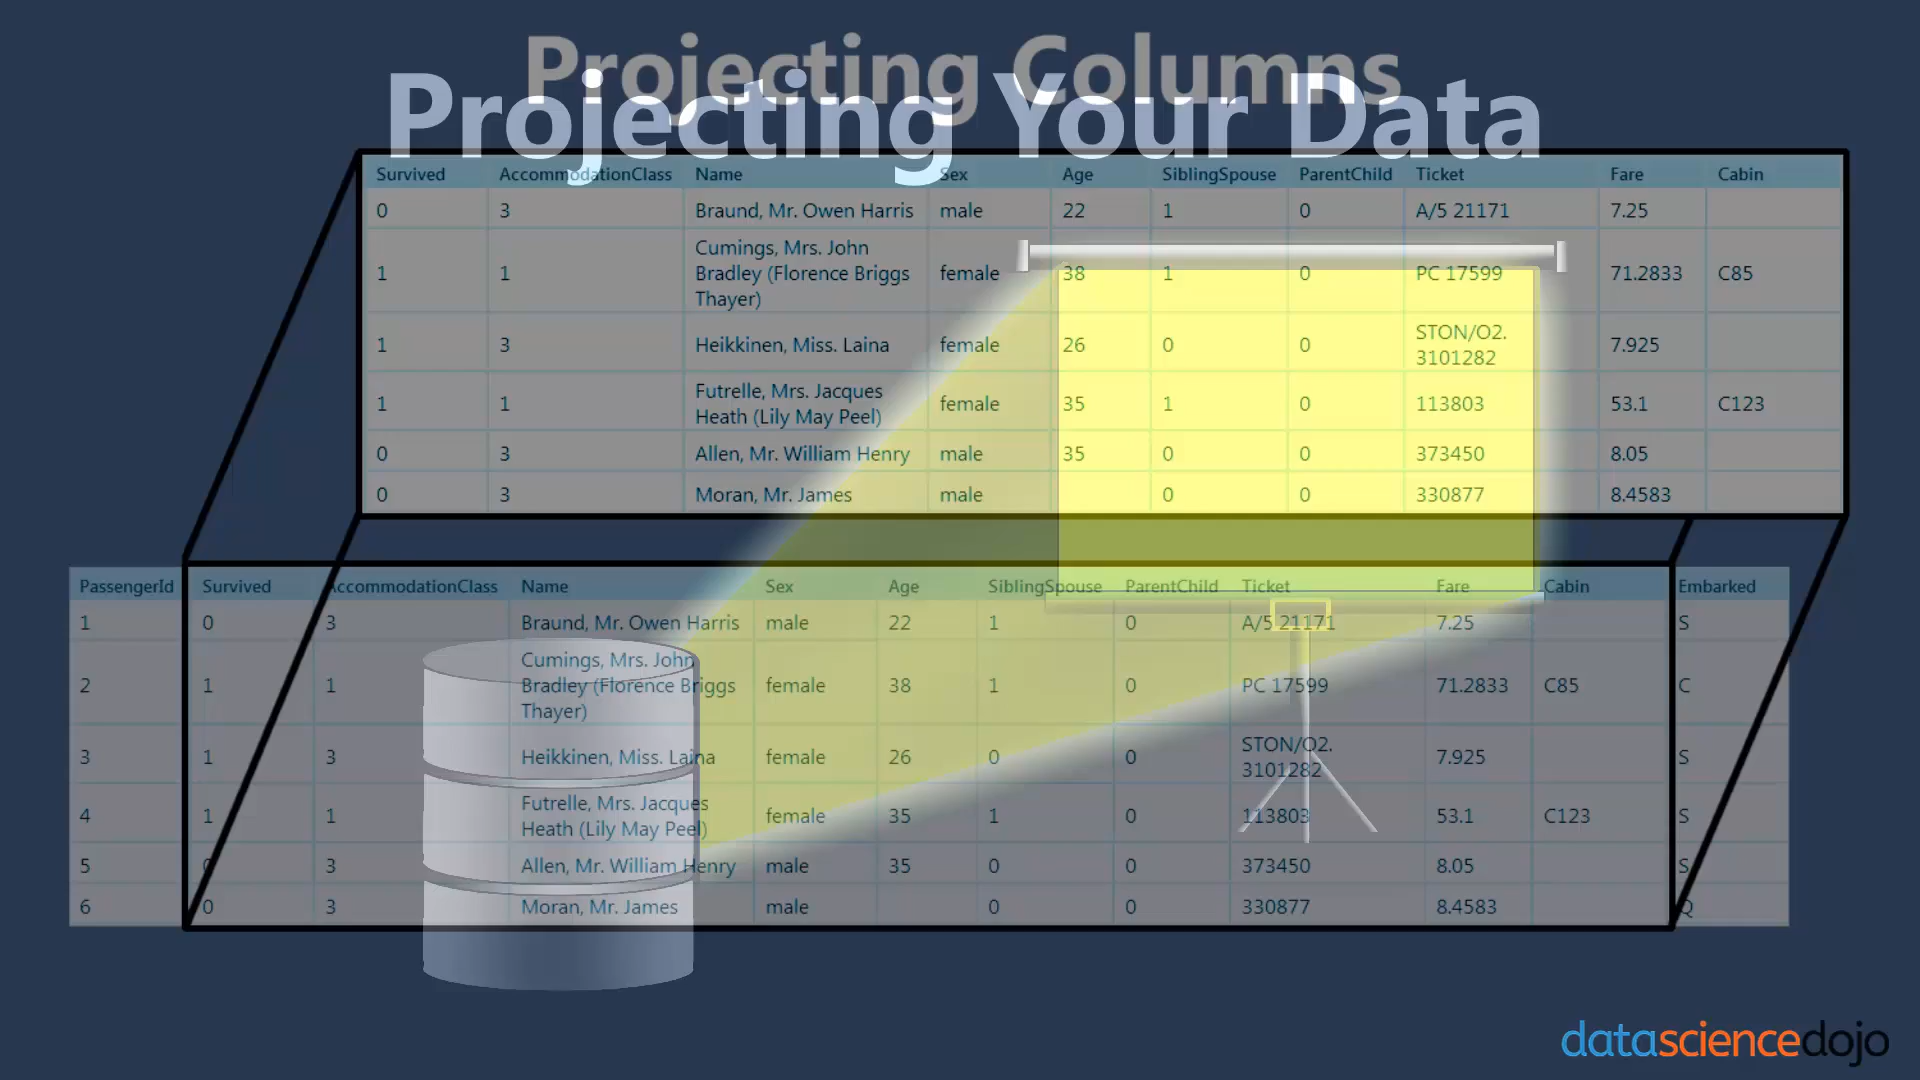 Projecting Columns
Projecting Your Data
Survived AccommodationClass Name Sex Age SiblingSpouse ParentChild Ticket Fare Cabin
0 3 Braund, Mr. Owen Harris male 22 1 0 A/5 21171 7.25
1 1 Cumings, Mrs. John Bradley (Florence Briggs Thayer) female 38 1 0 PC 17599 71.2833 C85
1 3 Heikkinen, Miss. Laina female 26 0 0 STON/O2. 3101282 7.925
1 1 Futrelle, Mrs. Jacques Heath (Lily May Peel) female 35 1 0 113803 53.1 C123
0 3 Allen, Mr. William Henry male 35 0 0 373450 8.05
0 3 Moran, Mr. James male 0 0 330877 8.4583
PassengerId Survived AccommodationClass Name Sex Age SiblingSpouse ParentChild Ticket Fare Cabin Embarked
1 0 3 Braund, Mr. Owen Harris male 22 1 0 A/5 21171 7.25 S
2 1 1 Cumings, Mrs. John Bradley (Florence Briggs Thayer) female 38 1 0 PC 17599 71.2833 C85 C
3 1 3 Heikkinen, Miss. Laina female 26 0 0 STON/O2. 3101282 7.925 S
4 1 1 Futrelle, Mrs. Jacques Heath (Lily May Peel) female 35 1 0 113803 53.1 C123 S
5 0 3 Allen, Mr. William Henry male 35 0 0 373450 8.05 S
6 0 3 Moran, Mr. James male 0 0 330877 8.4583 Q
datasciencedojo